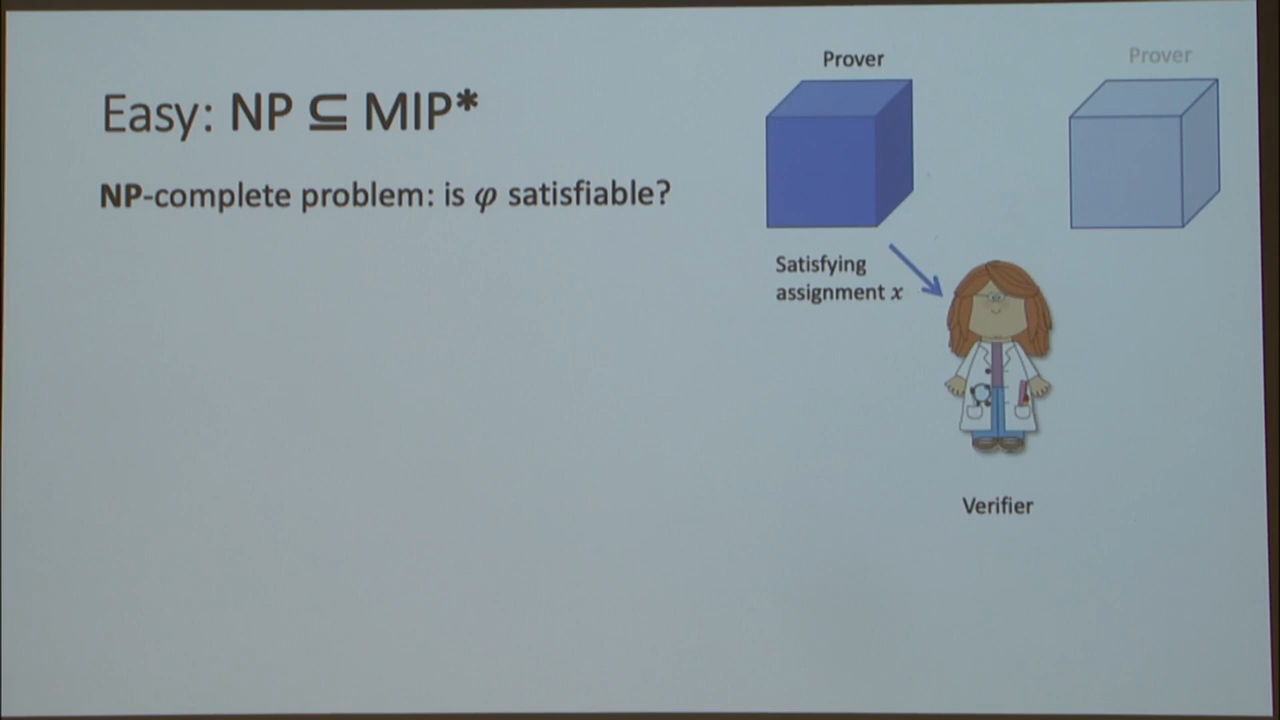 Easy: NP ⊆ MIP*
NP-complete problem: is φ satisfiable?
Prover
Prover
Satisfying
assignment x
Verifier